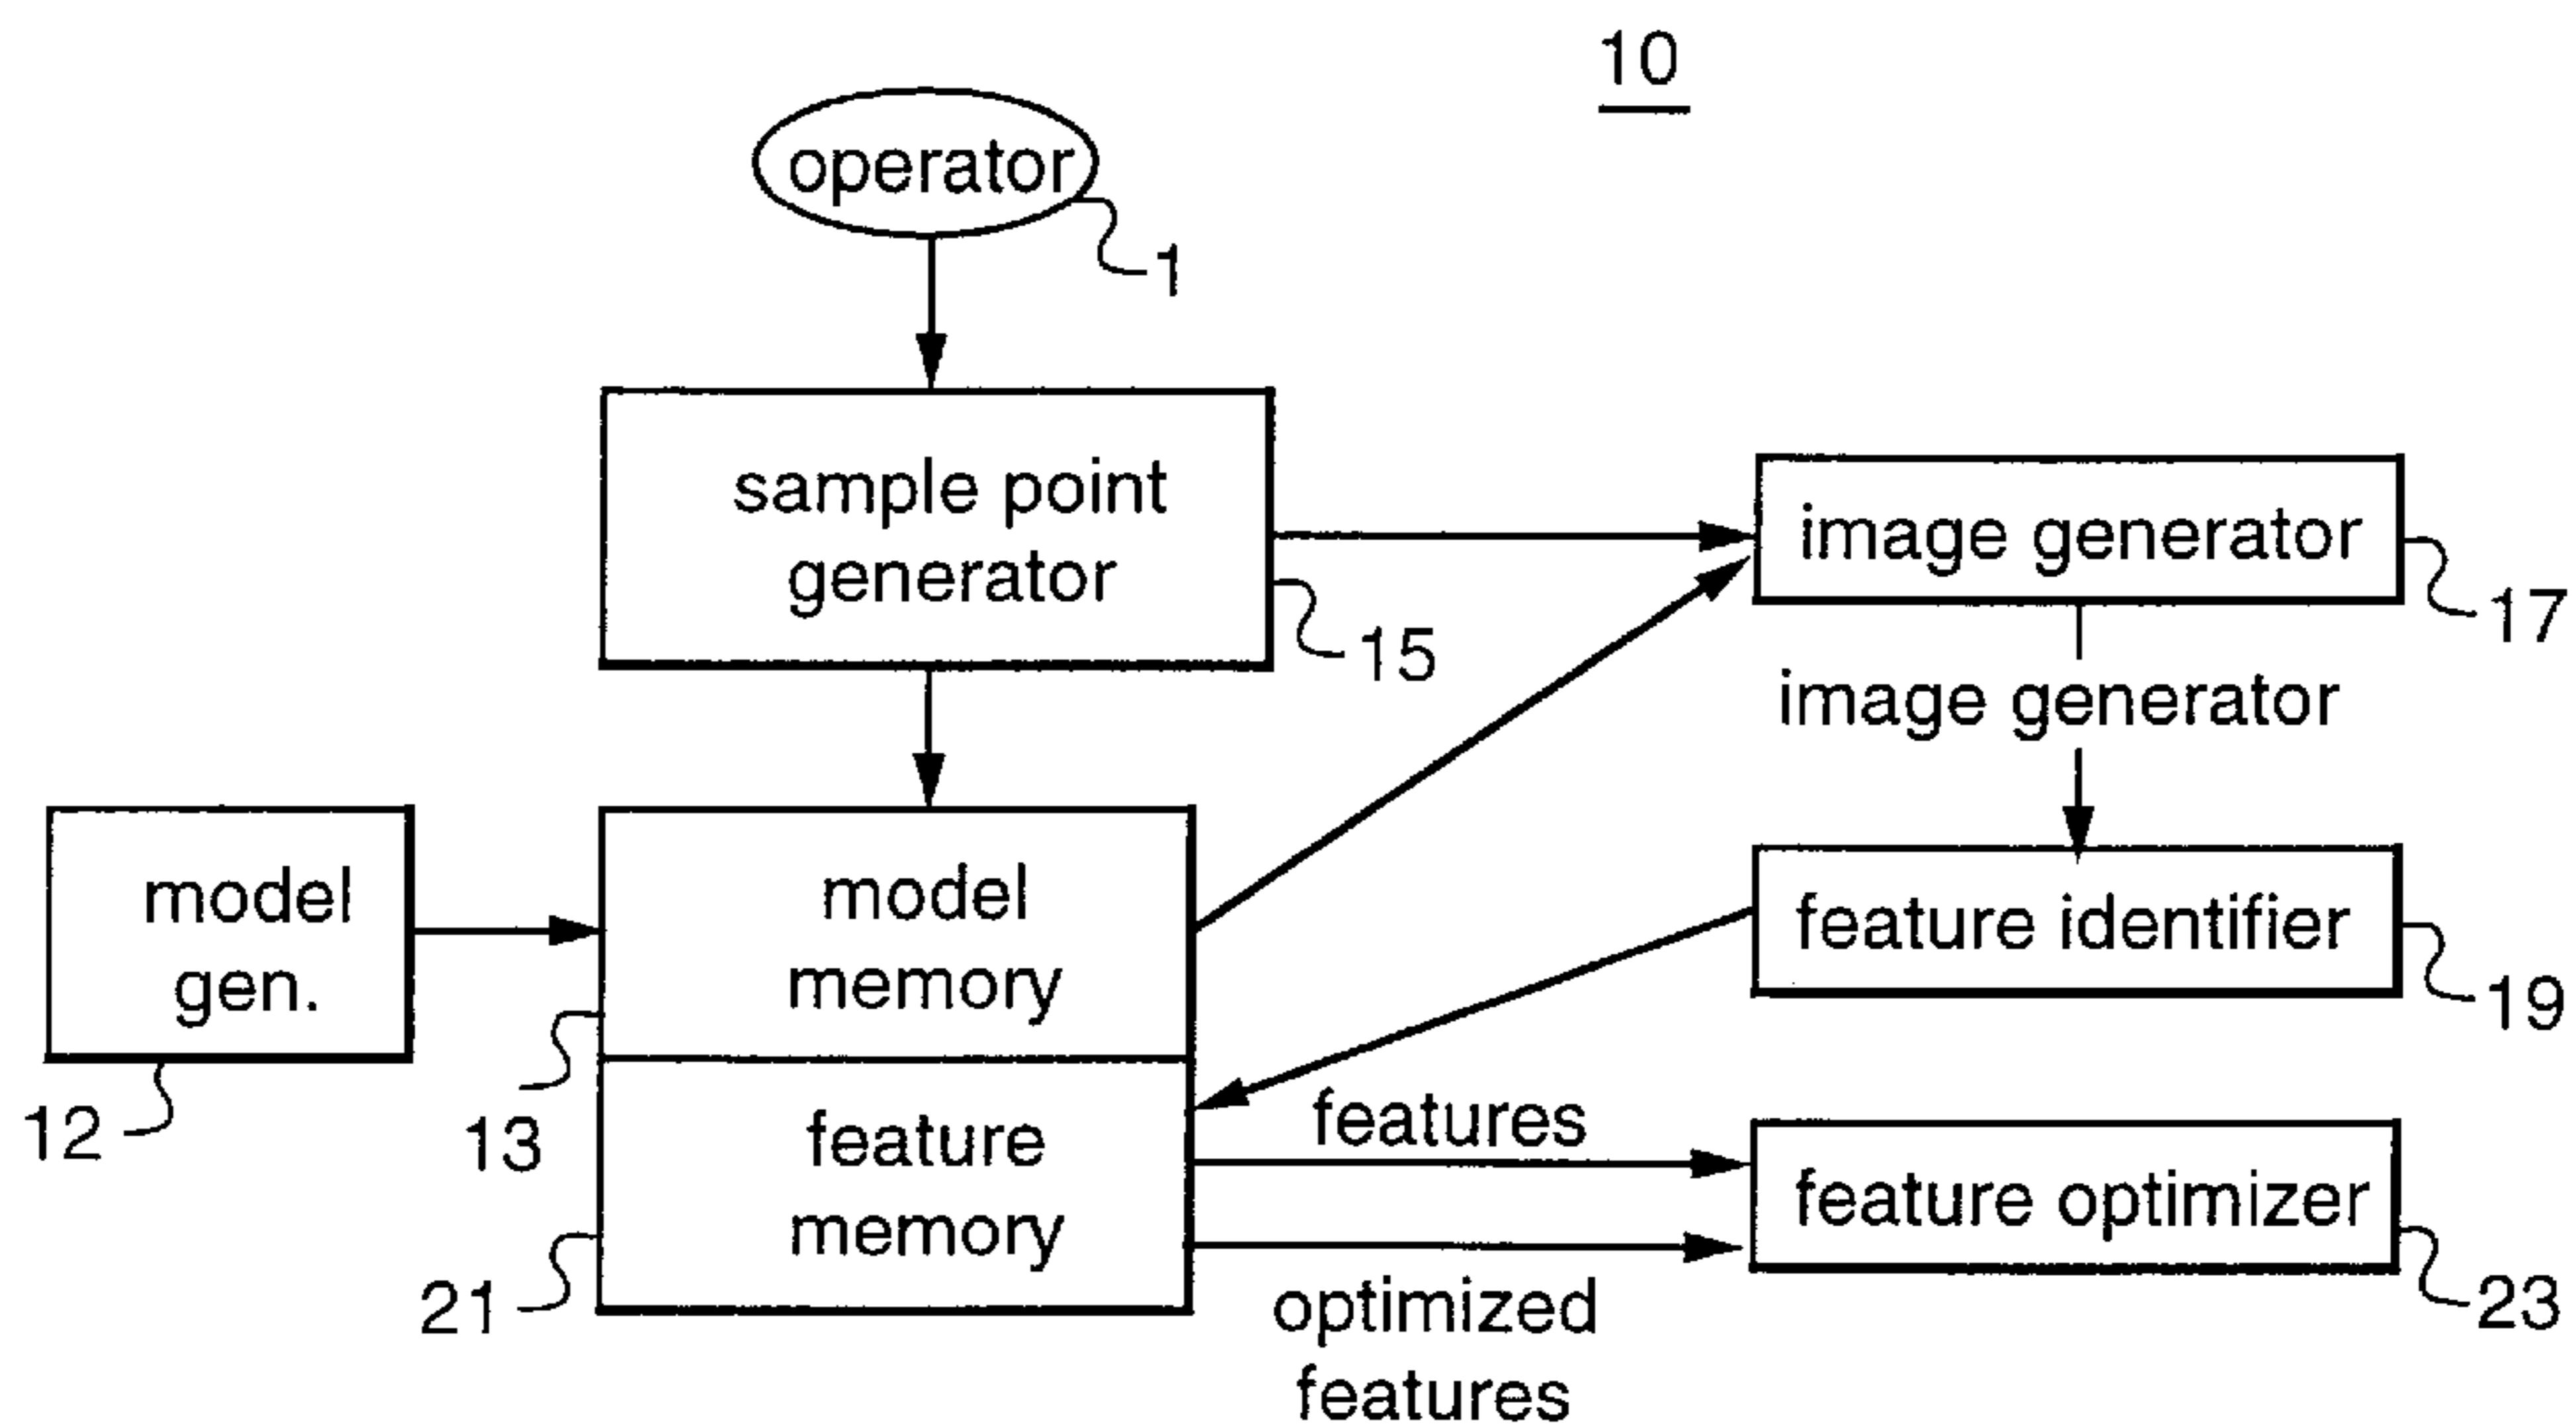 10
operator
1
sample point
generator
15
image generator
17
image generator
model
gen.
12
model
memory
13
feature identifier
19
feature
memory
21
features
optimized
features
feature optimizer
23